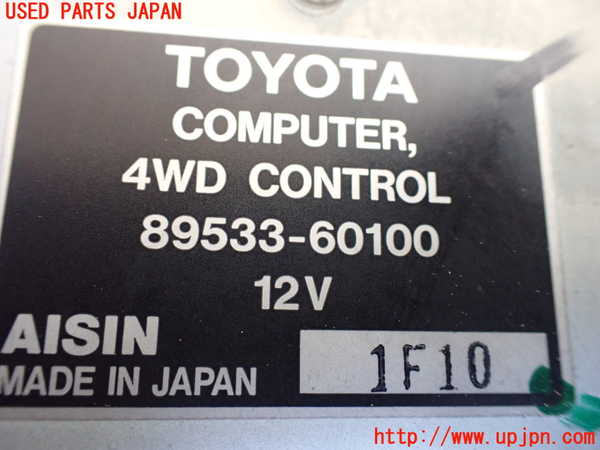 USED PARTS JAPAN
TOYOTA
COMPUTER,
4WD CONTROL
89533-60100
12V
AISIN
1F10
MADE IN JAPAN
http://www.upjpn.com